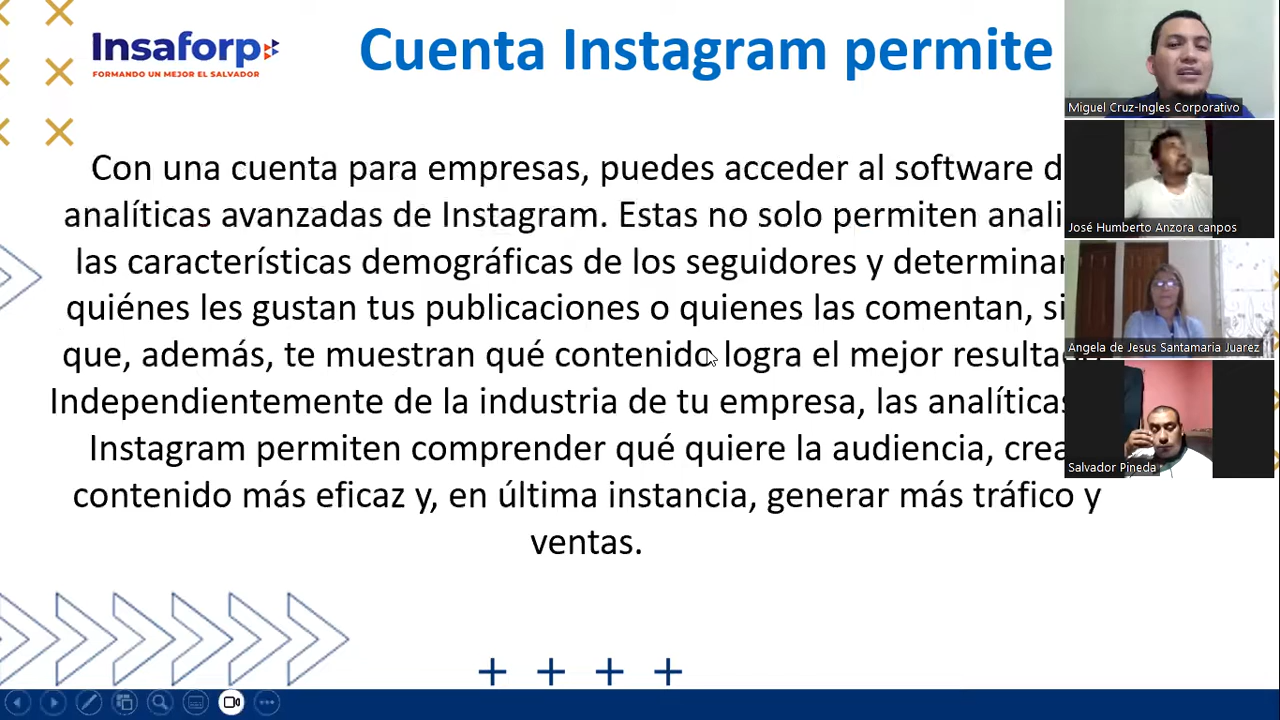 Insaforp
FORMANDO UN MEJOR EL SALVADOR
Cuenta Instagram permite
Con una cuenta para empresas, puedes acceder al software d
analíticas avanzadas de Instagram. Estas no solo permiten anali
las características demográficas de los seguidores y determinar
quiénes les gustan tus publicaciones o quienes las comentan, si
que, además, te muestran qué contenido logra el mejor resultad
Independientemente de la industria de tu empresa, las analíticas
Instagram permiten comprender qué quiere la audiencia, crea
contenido más eficaz y, en última instancia, generar más tráfico y
ventas.
Miguel Cruz-Ingles Corporativo
José Humberto Anzora canpos
Angela de Jesus Santamaria Juarez
Salvador Pineda